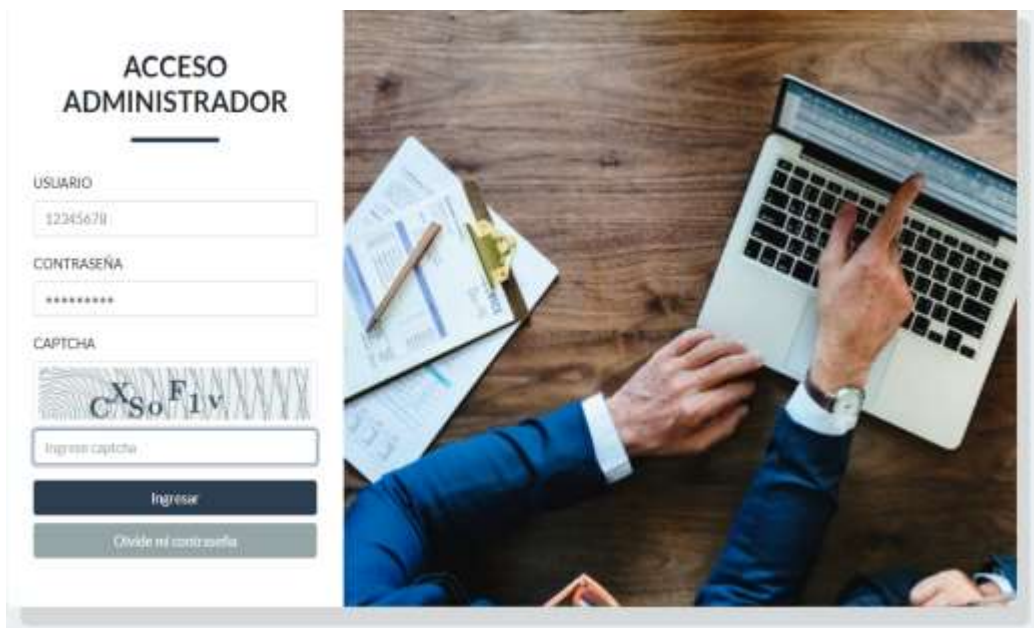 ACCESO
ADMINISTRADOR
USUARIO
12345678
CONTRASEÑA
*********
CAPTCHA
CXSoF1v
Ingrese captcha
Ingresar
Olvide mi contraseña